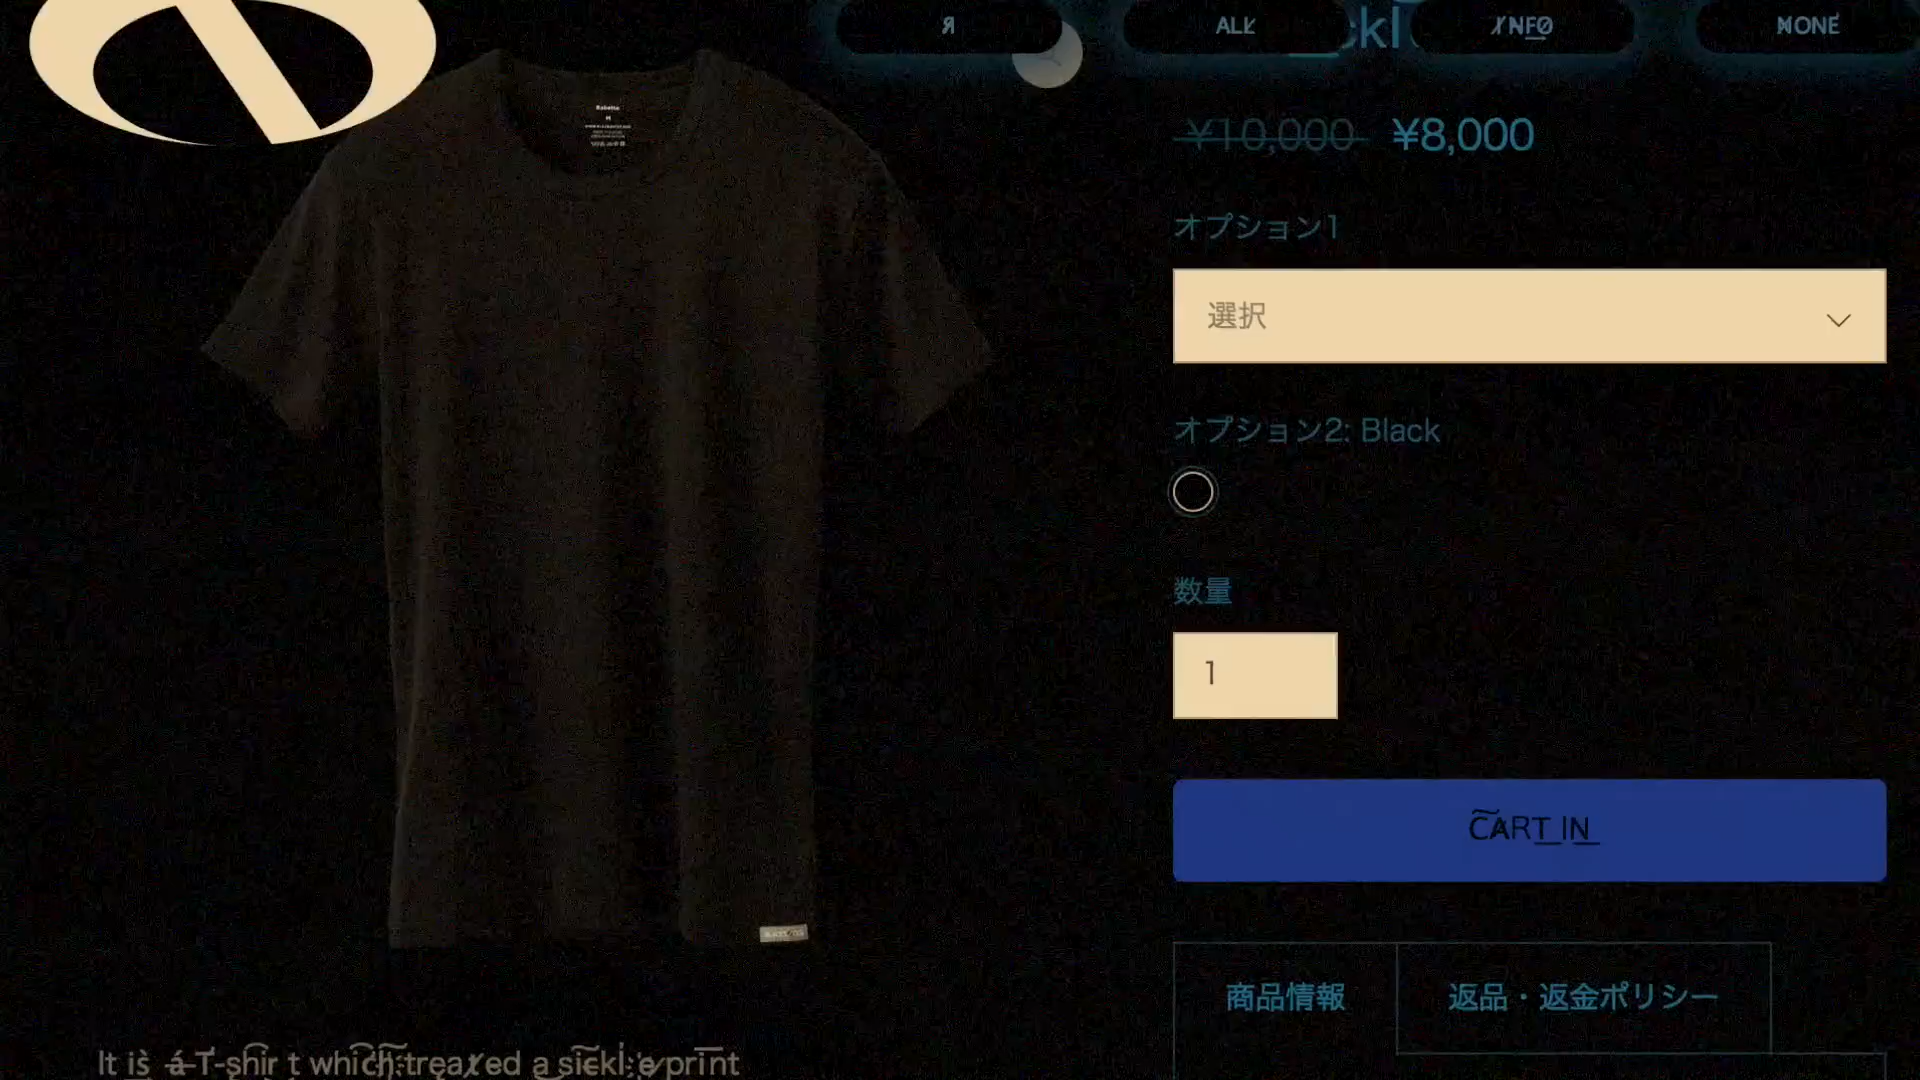 Я
ALL
INFO
MONE
¥10,000 ¥8,000
オプション1
選択
オプション2: Black
数量
1
CART IN
商品情報
返品・返金ポリシー
It is a T-shirt which treated a sickle print